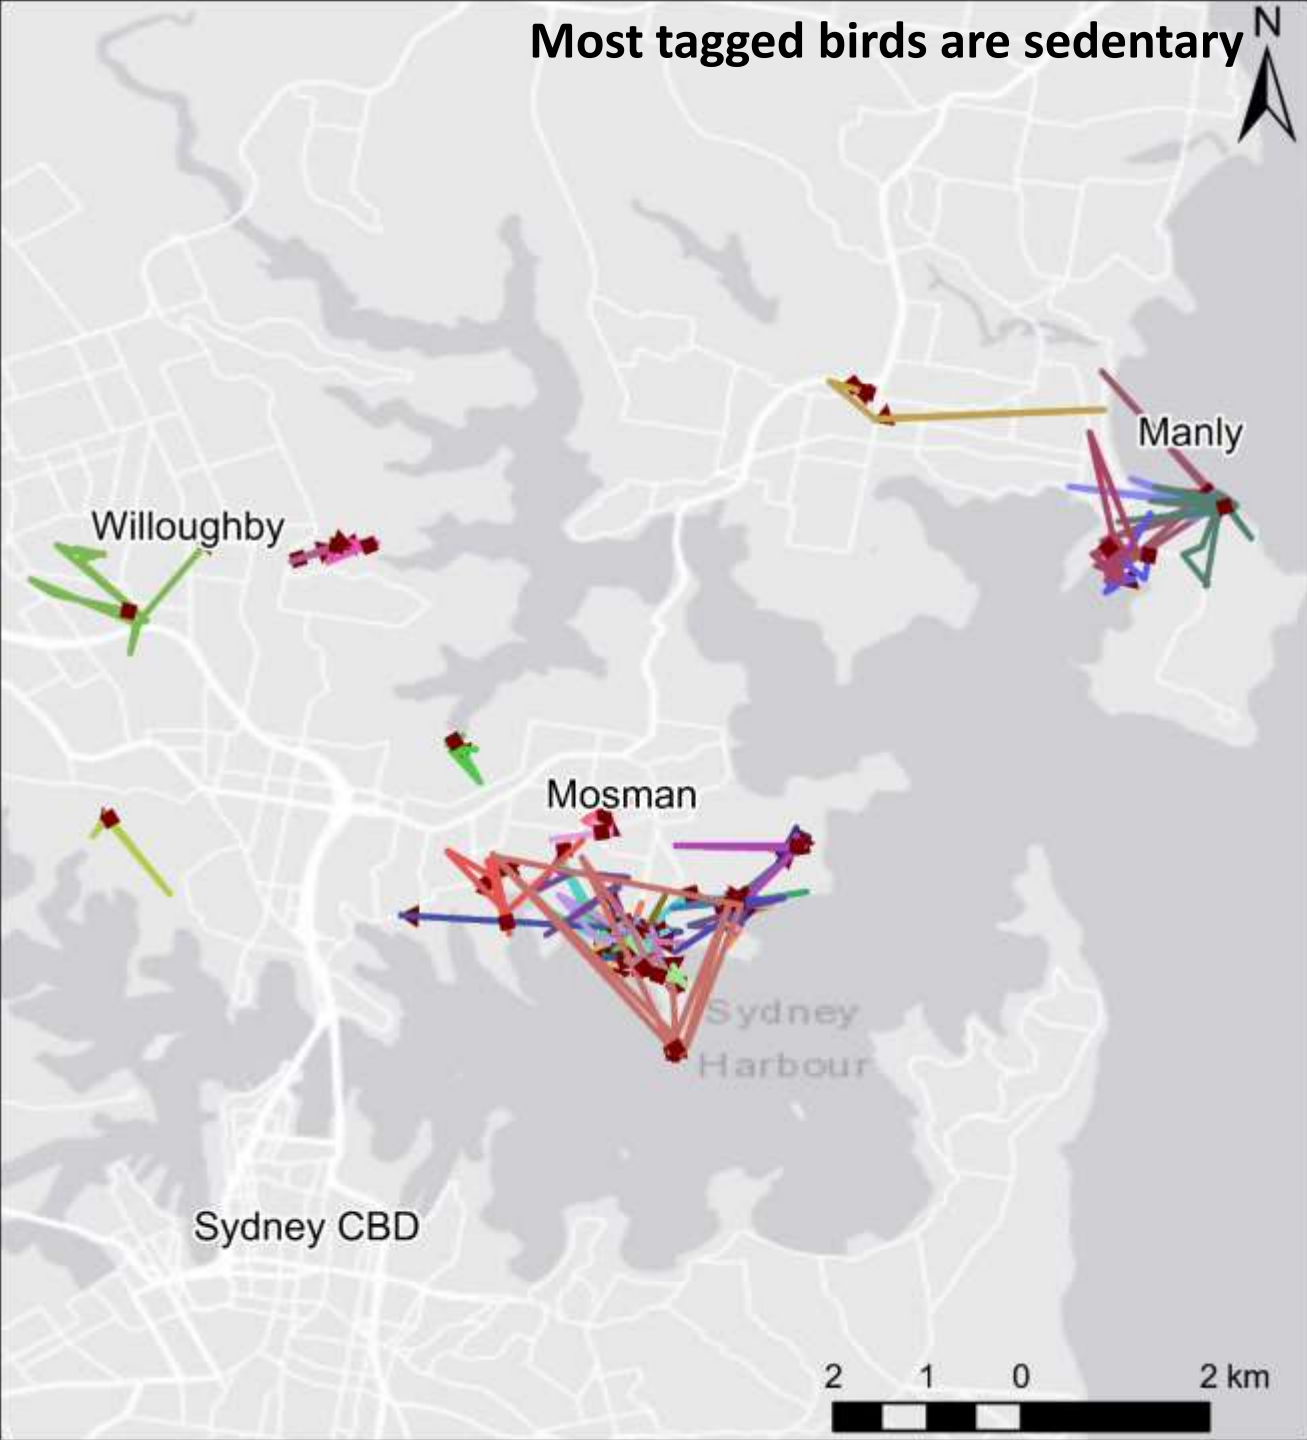 Most tagged birds are sedentary
N
Manly
Willoughby
Mosman
Sydney
Harbour
Sydney CBD
2 1 0 2 km